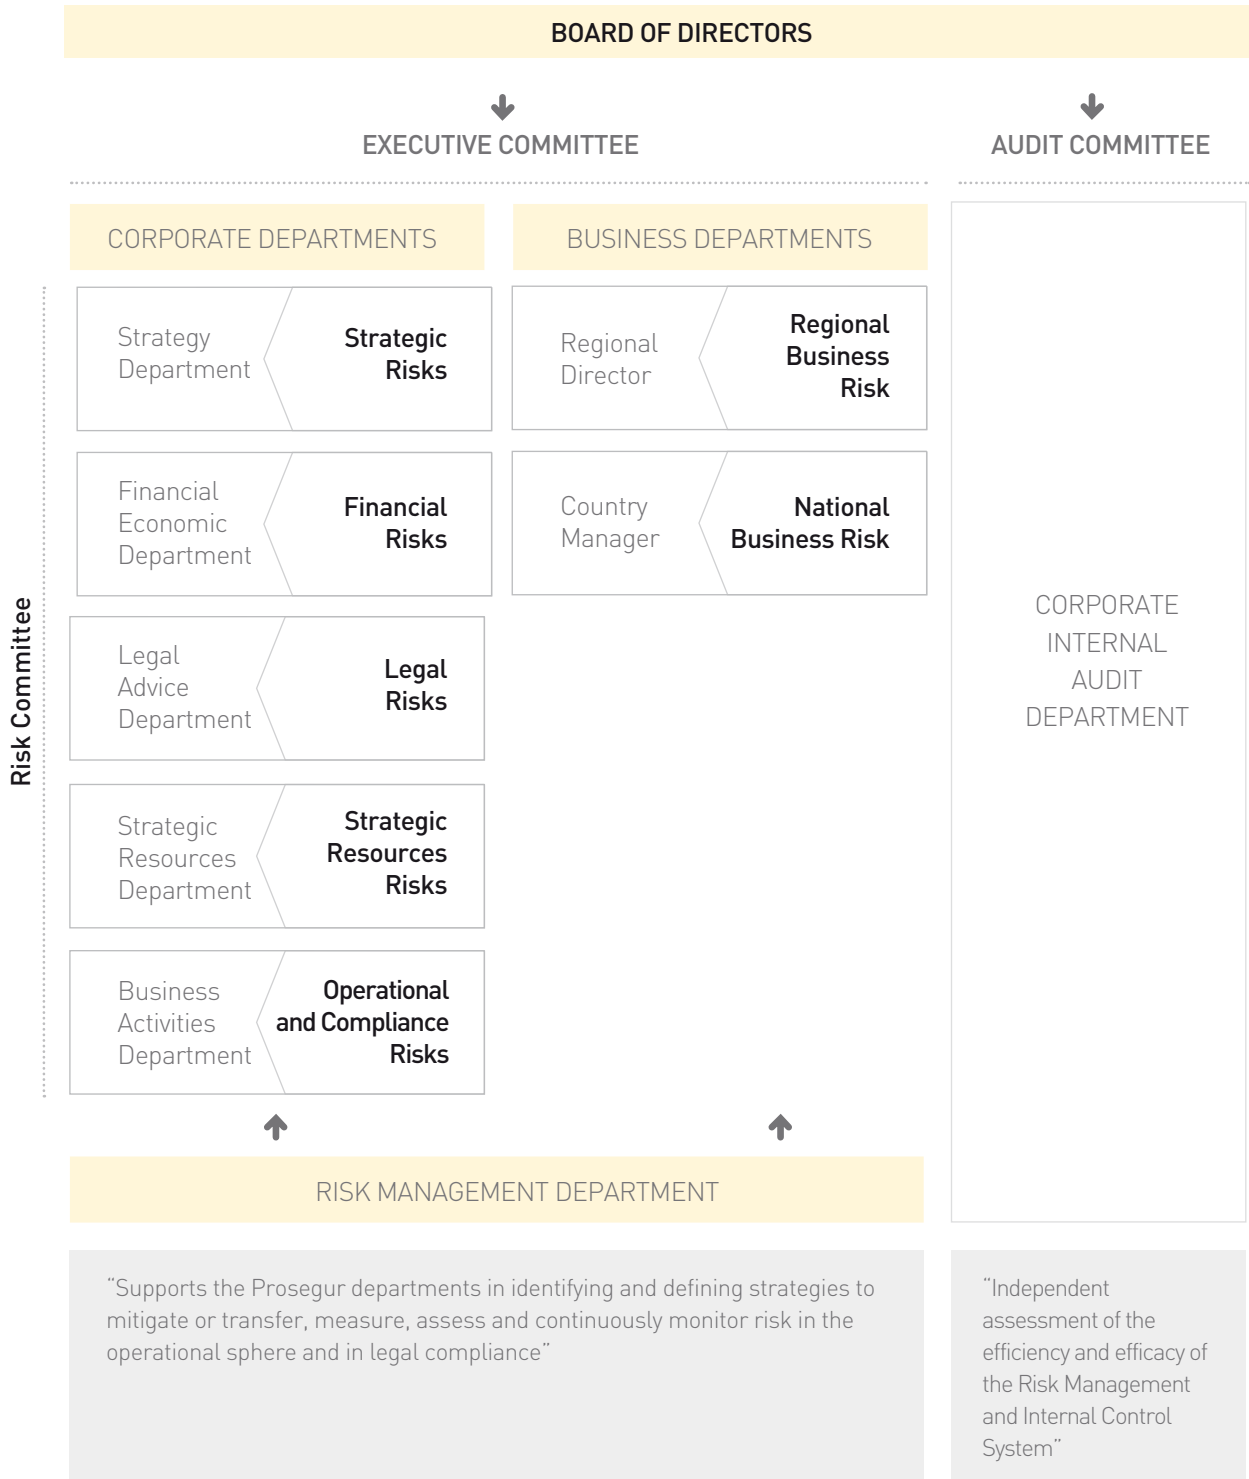 BOARD OF DIRECTORS
EXECUTIVE COMMITTEE
AUDIT COMMITTEE
CORPORATE DEPARTMENTS
BUSINESS DEPARTMENTS
Risk Committee
Strategy
Department
Strategic
Risks
Regional
Director
Regional
Business
Risk
Financial
Economic
Department
Financial
Risks
Country
Manager
National
Business Risk
Legal
Advice
Department
Legal
Risks
Strategic
Resources
Department
Strategic
Resources
Risks
Business
Activities
Department
Operational
and Compliance
Risks
CORPORATE
INTERNAL
AUDIT
DEPARTMENT
RISK MANAGEMENT DEPARTMENT
“Supports the Prosegur departments in identifying and defining strategies to
mitigate or transfer, measure, assess and continuously monitor risk in the
operational sphere and in legal compliance”
“Independent
assessment of the
efficiency and efficacy of
the Risk Management
and Internal Control
System”